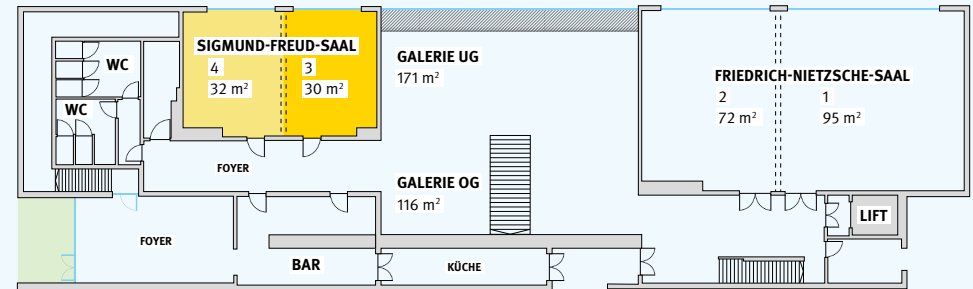 SIGMUND-FREUD-SAAL
4
32 m²
3
30 m²
WC
WC
GALERIE UG
171 m²
FRIEDRICH-NIETZSCHE-SAAL
2
72 m²
1
95 m²
FOYER
GALERIE OG
116 m²
LIFT
FOYER
BAR
KÜCHE